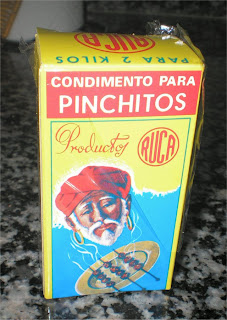 RUCA
PARA 2 KILOS
CONDIMENTO PARA
PINCHITOS
Productos RUCA